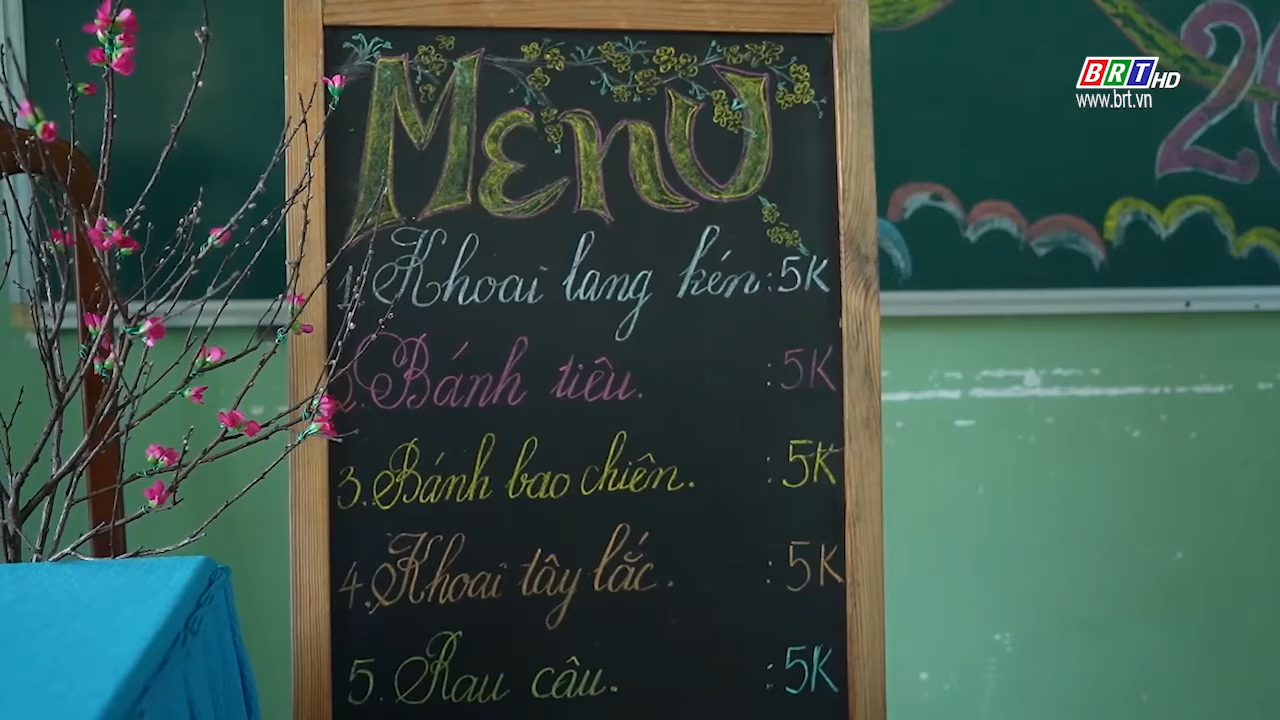 BRT HD
www.brt.vn
20
Menu
1. Khoai lang kén : 5K
2. Bánh tiêu. : 5K
3. Bánh bao chiên. : 5K
4. Khoai tây lắc. : 5K
5. Rau câu. : 5K